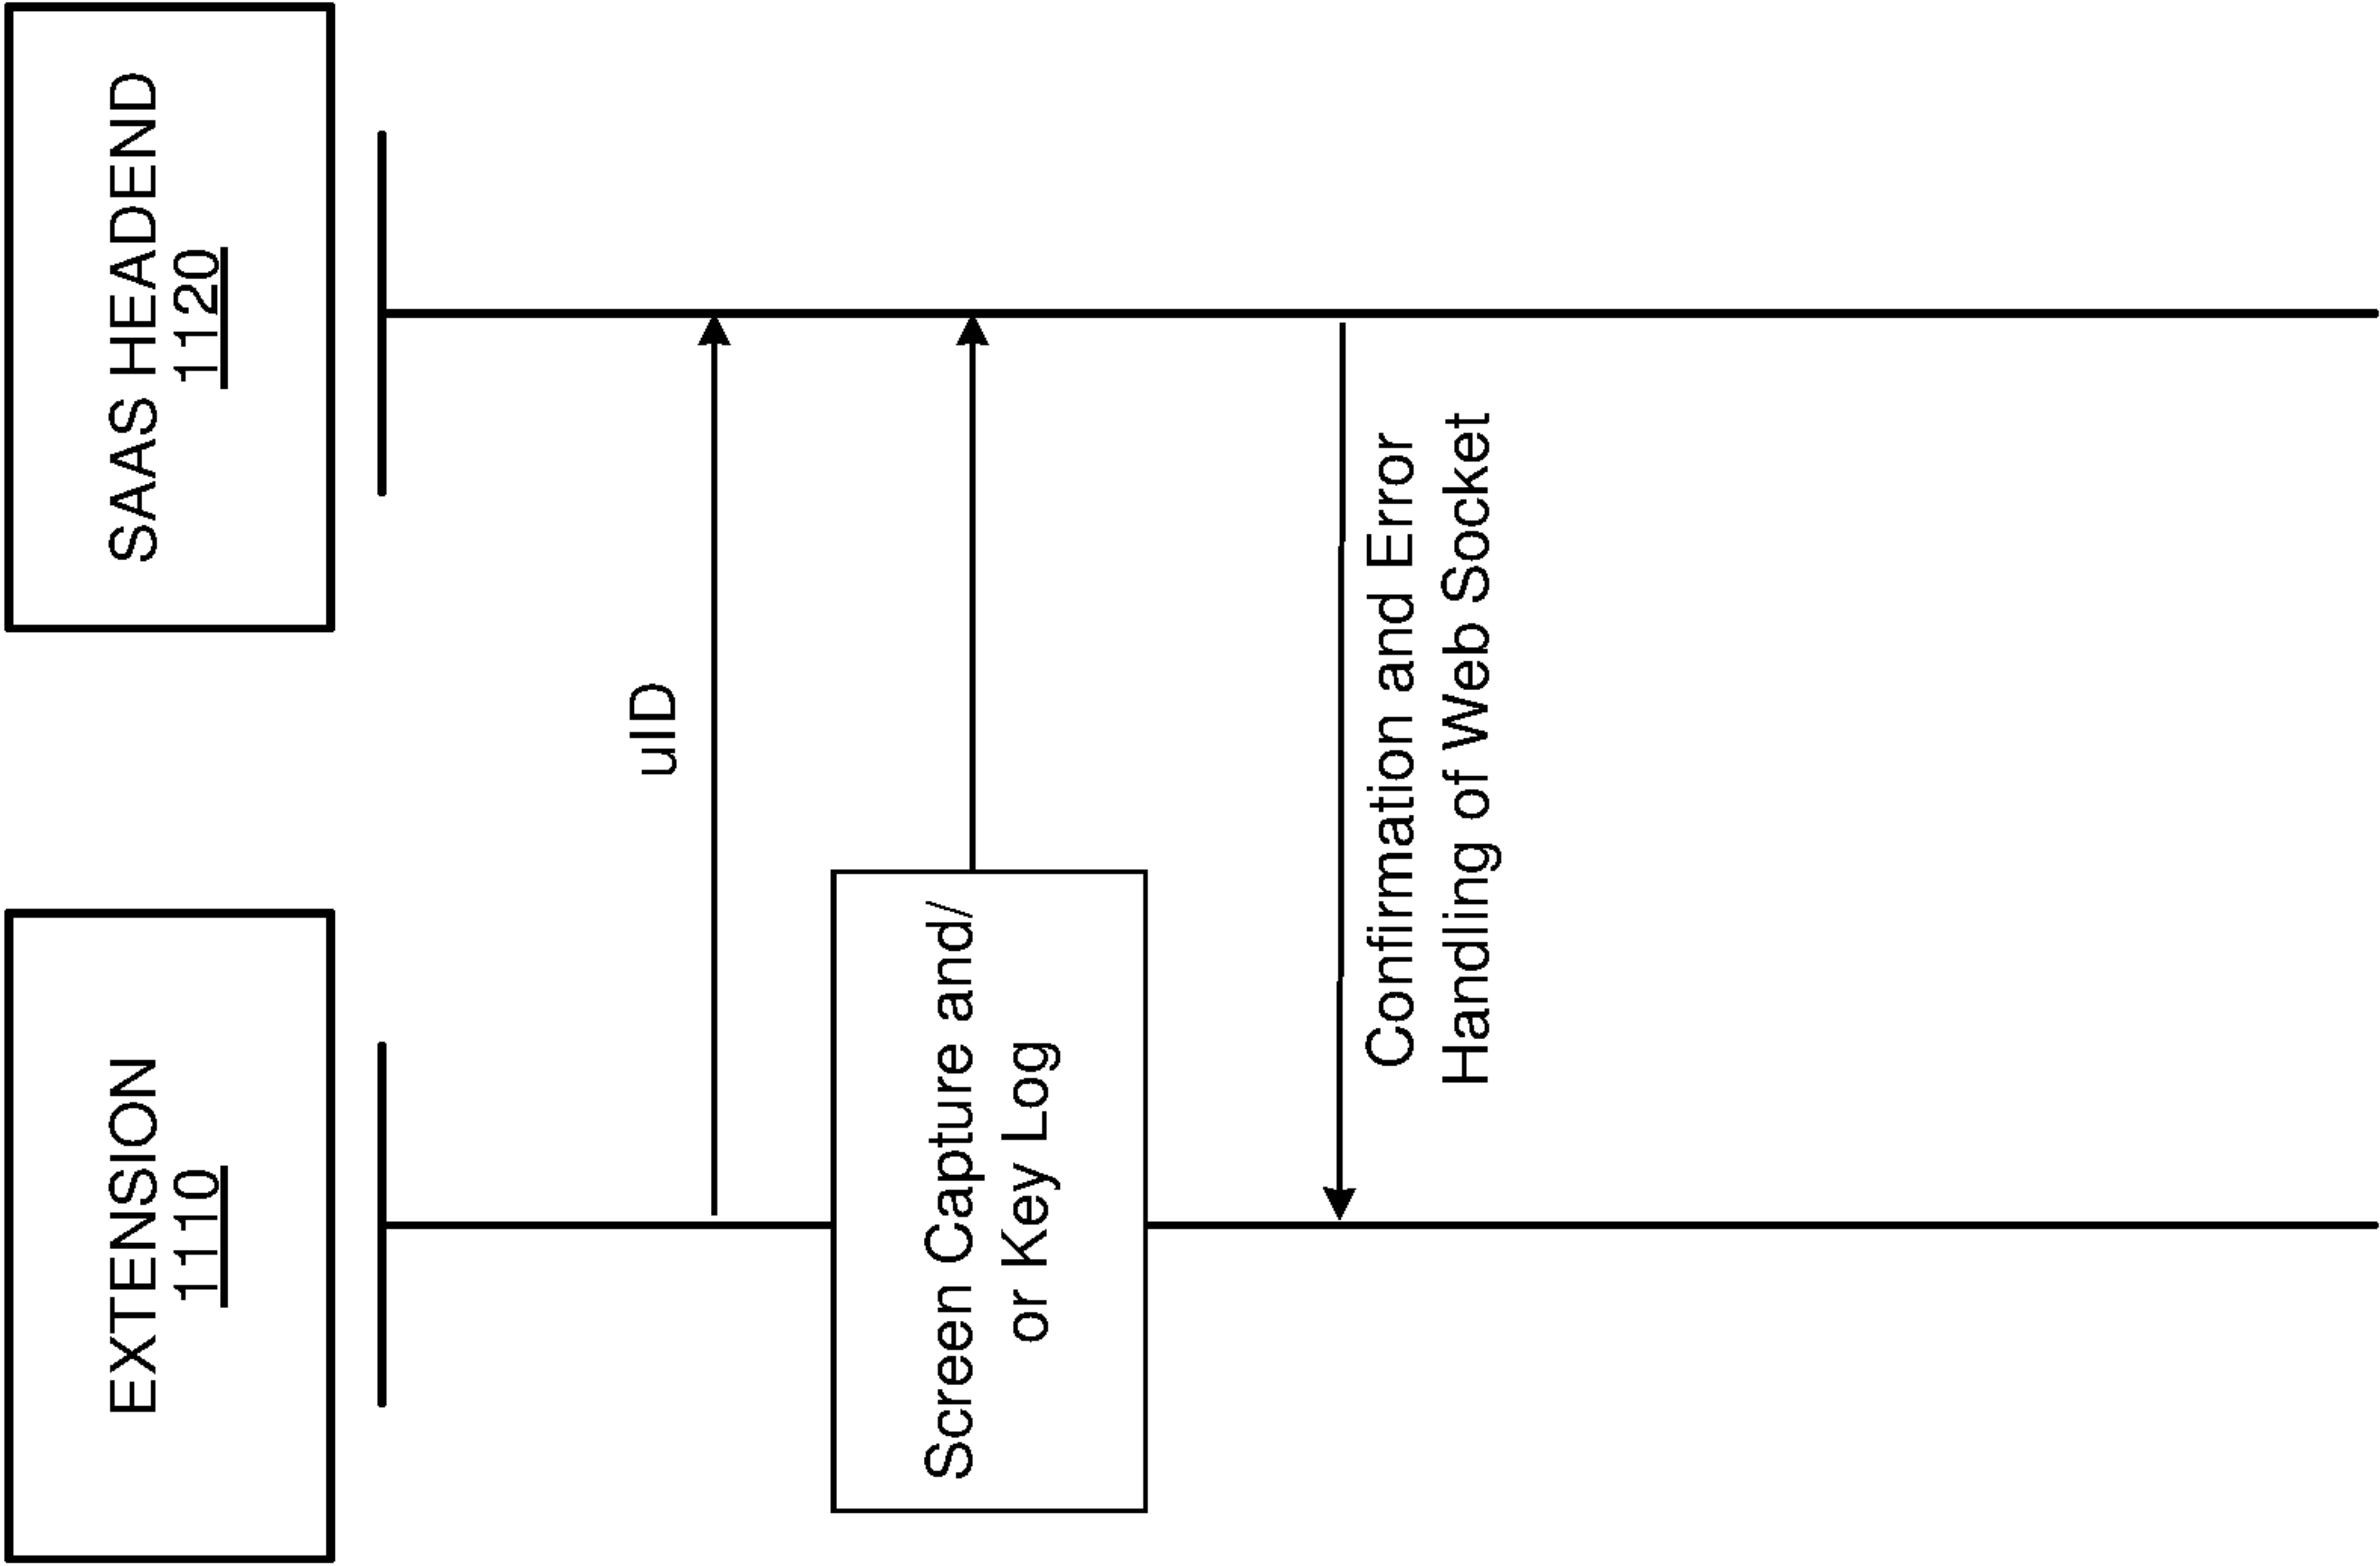 EXTENSION
1110
SAAS HEADEND
1120
uID
Screen Capture and/
or Key Log
Confirmation and Error
Handling of Web Socket